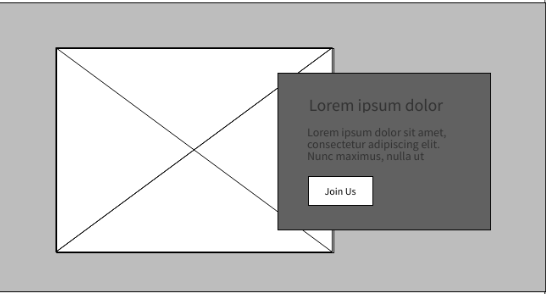 Lorem ipsum dolor
Lorem ipsum dolor sit amet,
consectetur adipiscing elit.
Nunc maximus, nulla ut
Join Us